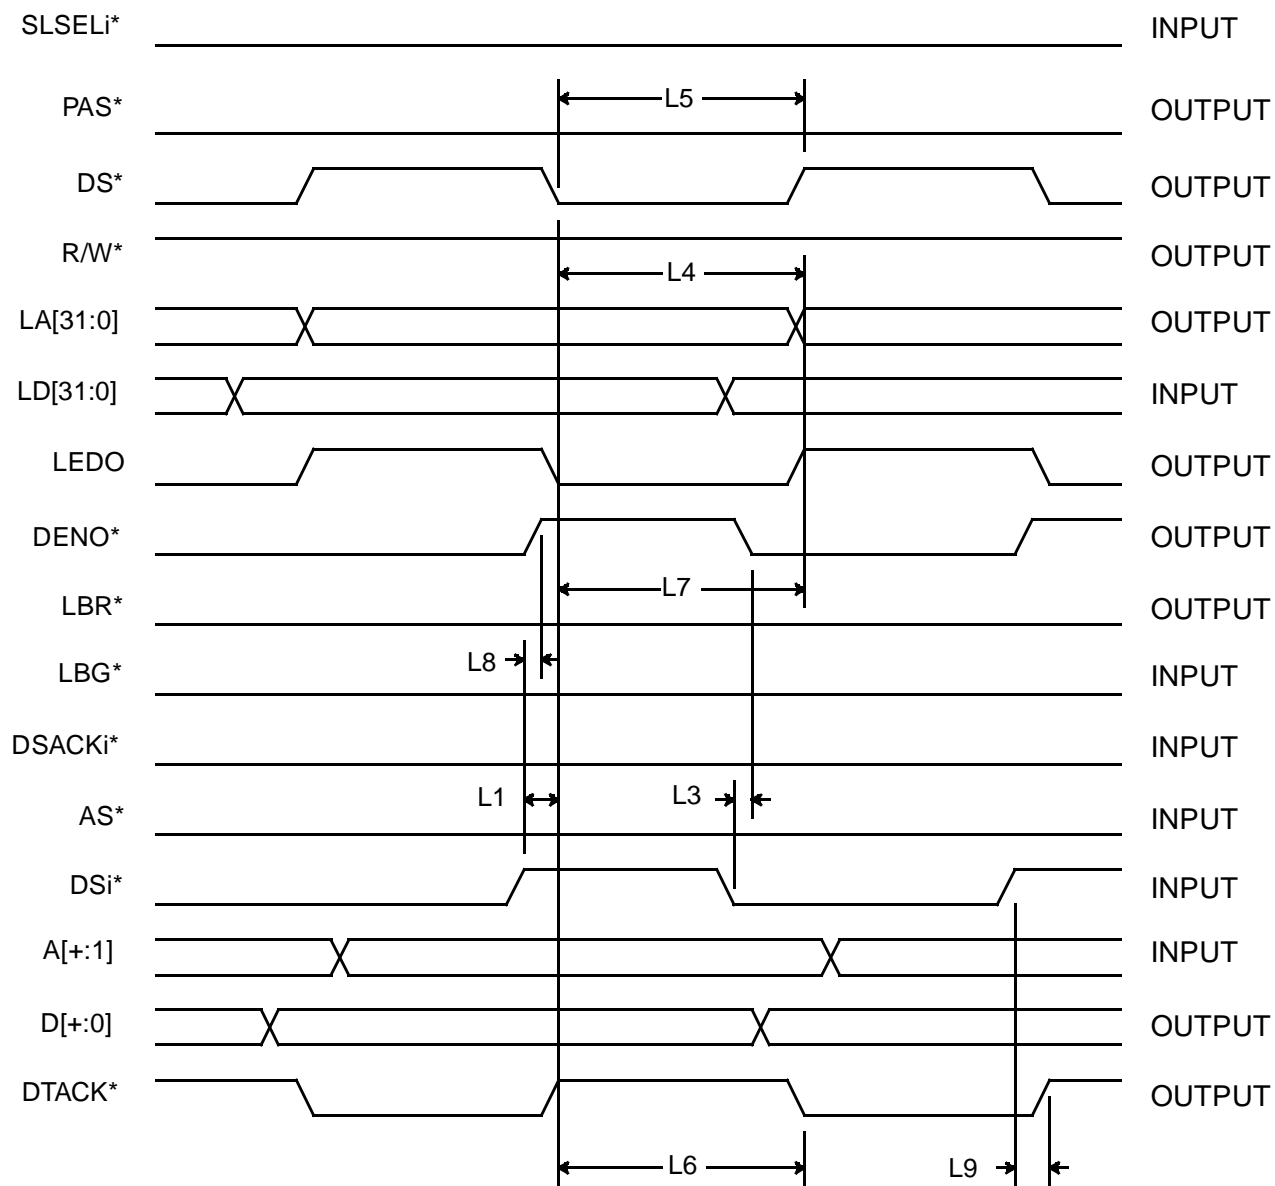 SLSELi* INPUT
PAS* L5 OUTPUT
DS* OUTPUT
R/W* OUTPUT
L4
LA[31:0] OUTPUT
LD[31:0] INPUT
LEDO OUTPUT
DENO* OUTPUT
L7
LBR* OUTPUT
L8
LBG* INPUT
DSACKi* INPUT
L1 L3
AS* INPUT
DSi* INPUT
A[+:1] INPUT
D[+:0] OUTPUT
DTACK* OUTPUT
L6 L9